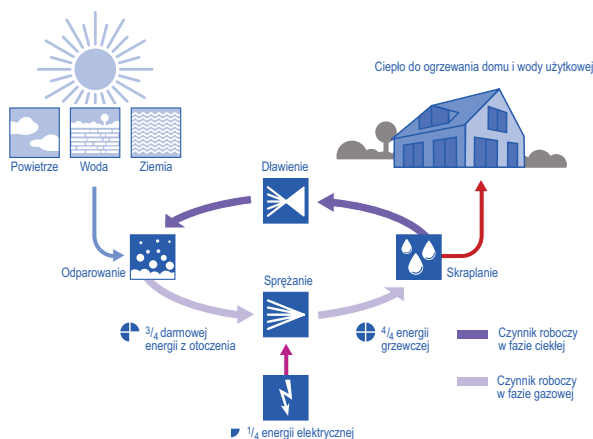 Ciepło do ogrzewania domu i wody użytkowej
Powietrze
Woda
Ziemia
Dławienie
Odparowanie
Skraplanie
Sprężanie
3/4 darmowej
energii z otoczenia
4/4 energii
grzewczej
Czynnik roboczy
w fazie ciekłej
Czynnik roboczy
w fazie gazowej
1/4 energii elektrycznej